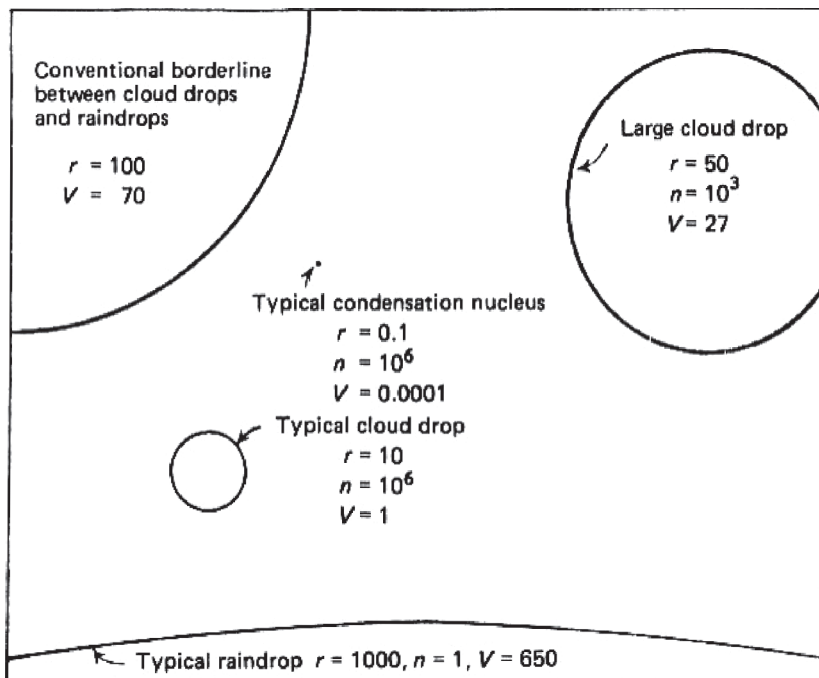 Conventional borderline
between cloud drops
and raindrops
r = 100
V = 70
Large cloud drop
r = 50
n = 10³
V = 27
Typical condensation nucleus
r = 0.1
n = 10⁶
V = 0.0001
Typical cloud drop
r = 10
n = 10⁶
V = 1
Typical raindrop r = 1000, n = 1, V = 650